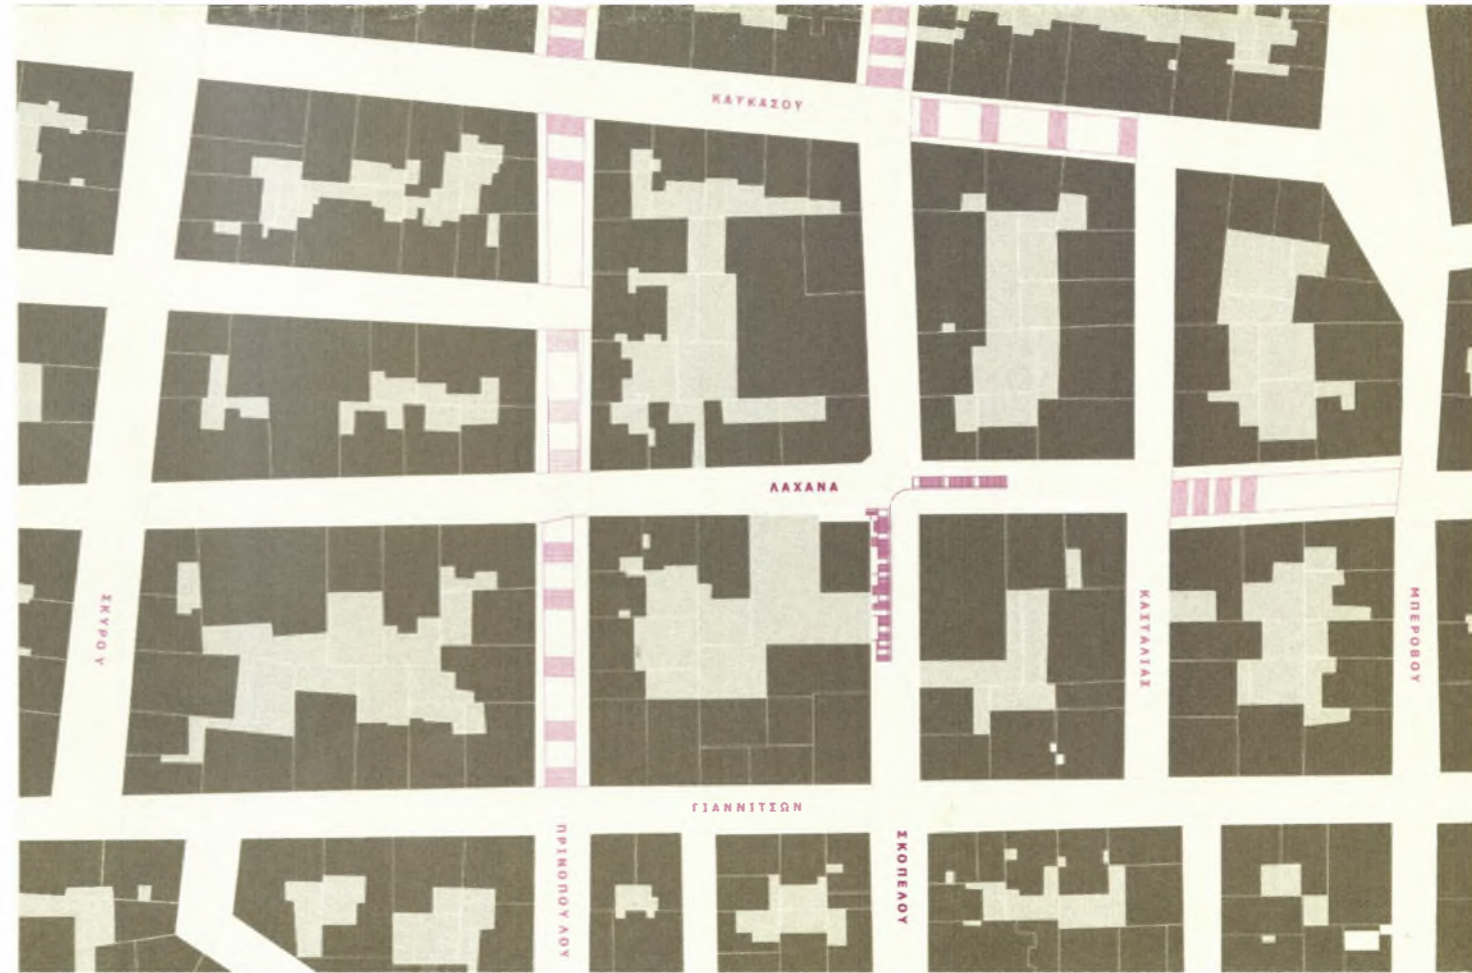 ΚΑΥΚΑΣΟΥ
ΛΑΧΑΝΑ
ΣΚΥΡΟΥ
ΚΑΣΤΑΛΙΑΣ
ΜΠΕΡΟΒΟΥ
ΓΙΑΝΝΙΤΣΩΝ
ΠΡΙΝΟΠΟΥΛΟΥ
ΣΚΟΠΕΛΟΥ